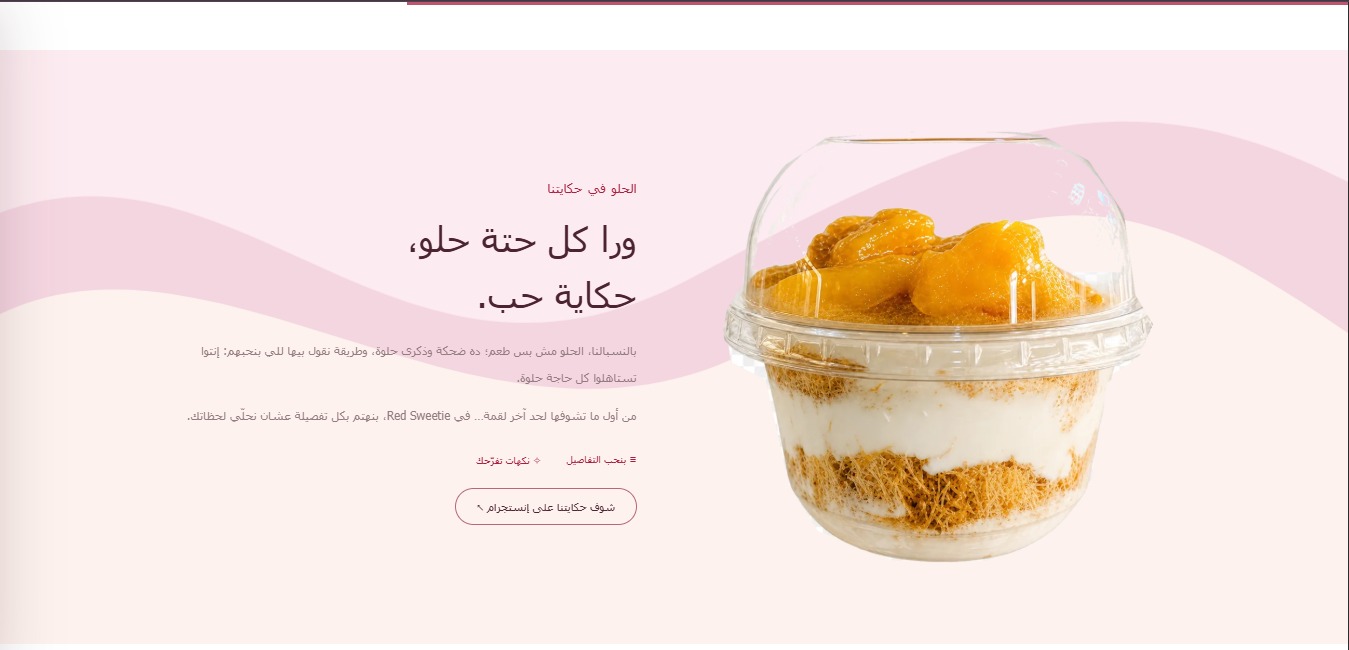 الحلو في حكايتنا
ورا كل حتة حلو،
حكاية حب.
بالنسبالنا، الحلو مش بس طعم؛ ده ضحكة وذكرى حلوة، وطريقة نقول بيها للي بنحبهم: إنتوا
تستاهلوا كل حاجة حلوة.
من أول ما تشوفها لحد آخر لقمة... في Red Sweetie، بنهتم بكل تفصيلة عشان نحلّي لحظاتك.
≡ بنحب التفاصيل ✧ نكهات تفرّحك
شوف حكايتنا على إنستجرام ↖